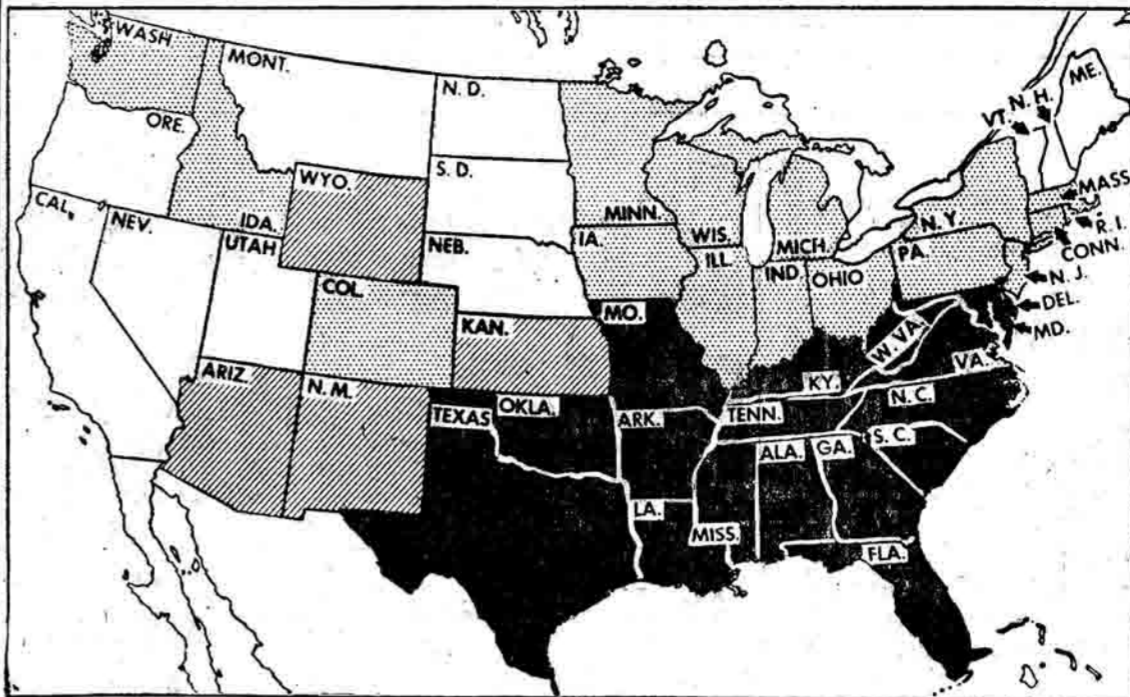 WASH
MONT.
N. D.
ME.
N. H.
VT.
ORE.
S. D.
WYO.
MASS.
MINN.
CAL.
NEV.
IDA.
N. Y.
R. I.
WIS.
MICH.
UTAH
NEB.
IA.
CONN.
PA.
ILL.
IND.
OHIO
N. J.
COL.
MO.
DEL.
KAN.
W. VA.
MD.
VA.
ARIZ.
N. M.
KY.
OKLA.
N. C.
TEXAS
ARK.
TENN.
S. C.
ALA.
GA.
LA.
MISS.
FLA.